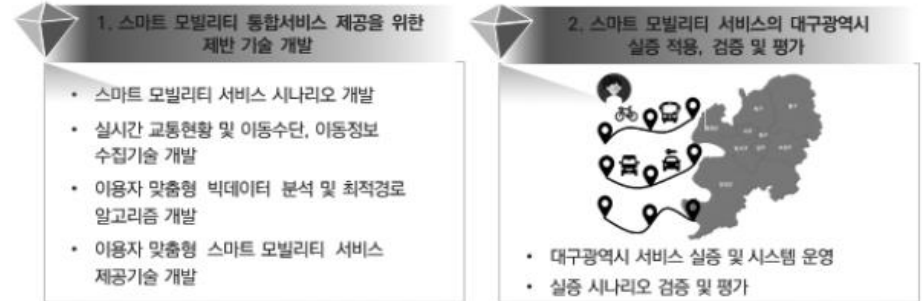 1. 스마트 모빌리티 통합서비스 제공을 위한
제반 기술 개발
• 스마트 모빌리티 서비스 시나리오 개발
• 실시간 교통현황 및 이동수단, 이동정보
수집기술 개발
• 이용자 맞춤형 빅데이터 분석 및 최적경로
알고리즘 개발
• 이용자 맞춤형 스마트 모빌리티 서비스
제공기술 개발
2. 스마트 모빌리티 서비스의 대구광역시
실증 적용, 검증 및 평가
• 대구광역시 서비스 실증 및 시스템 운영
• 실증 시나리오 검증 및 평가